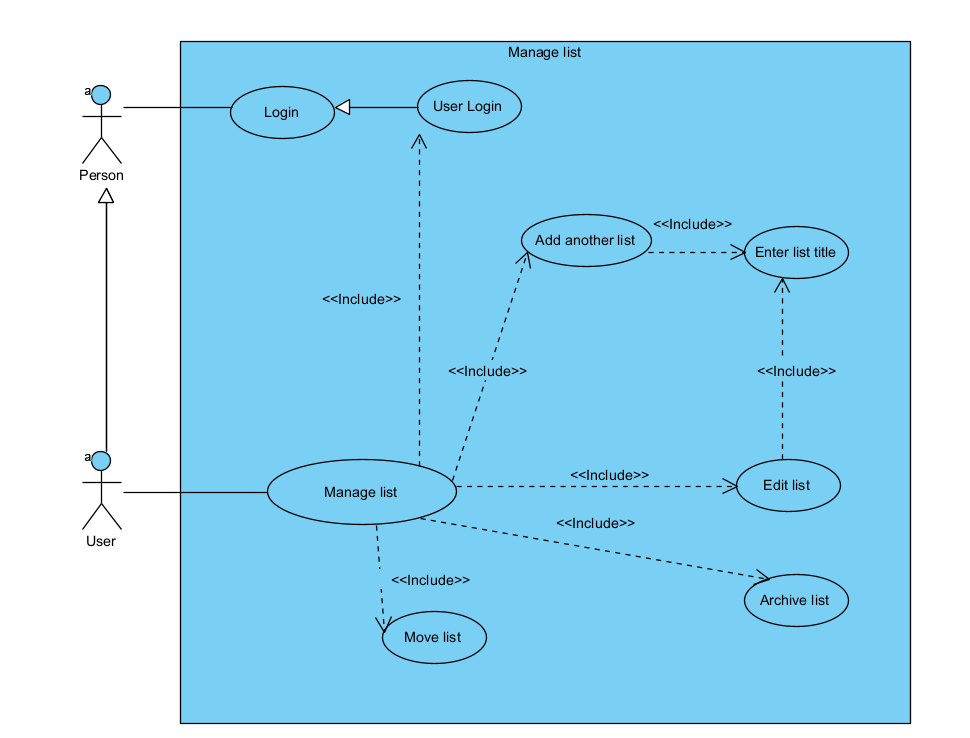 Manage list
a
Person
Login
User Login
Add another list
<<Include>>
Enter list title
<<Include>>
<<Include>>
<<Include>>
a
User
Manage list
<<Include>>
Edit list
<<Include>>
Archive list
<<Include>>
Move list